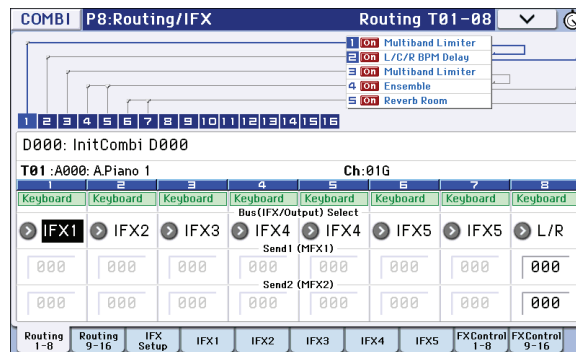 COMBI P8:Routing/IFX Routing T01-08
1 On Multiband Limiter
2 On L/C/R BPM Delay
3 On Multiband Limiter
4 On Ensemble
5 On Reverb Room
1 2 3 4 5 6 7 8 9 10 11 12 13 14 15 16
D000: InitCombi D000
T01 :A000: A.Piano 1 Ch:01G
1 2 3 4 5 6 7 8
Keyboard Keyboard Keyboard Keyboard Keyboard Keyboard Keyboard Keyboard
Bus(IFX/Output) Select
IFX1 IFX2 IFX3 IFX4 IFX4 IFX5 IFX5 L/R
Send1 (MFX1)
000 000 000 000 000 000 000 000
Send2 (MFX2)
000 000 000 000 000 000 000 000
Routing 1-8 Routing 9-16 IFX Setup IFX1 IFX2 IFX3 IFX4 IFX5 FXControl 1-8 FXControl 9-16